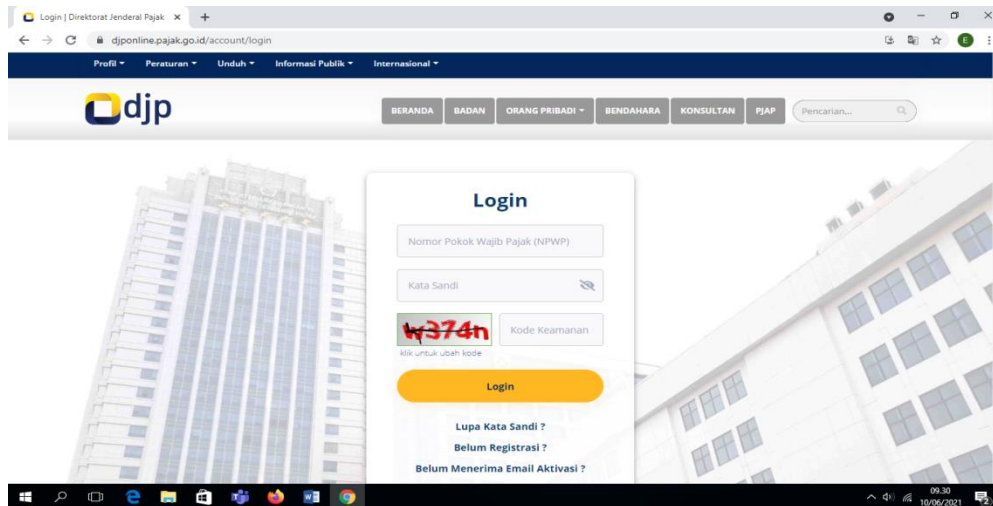 Login | Direktorat Jenderal Pajak
djponline.pajak.go.id/account/login
E
Profil Peraturan Unduh Informasi Publik Internasional
djp
BERANDA BADAN ORANG PRIBADI BENDAHARA KONSULTAN PJAP Pencarian...
Login
Nomor Pokok Wajib Pajak (NPWP)
Kata Sandi
w374n Kode Keamanan
klik untuk ubah kode
Login
Lupa Kata Sandi ?
Belum Registrasi ?
Belum Menerima Email Aktivasi ?
09.30
10/06/2021